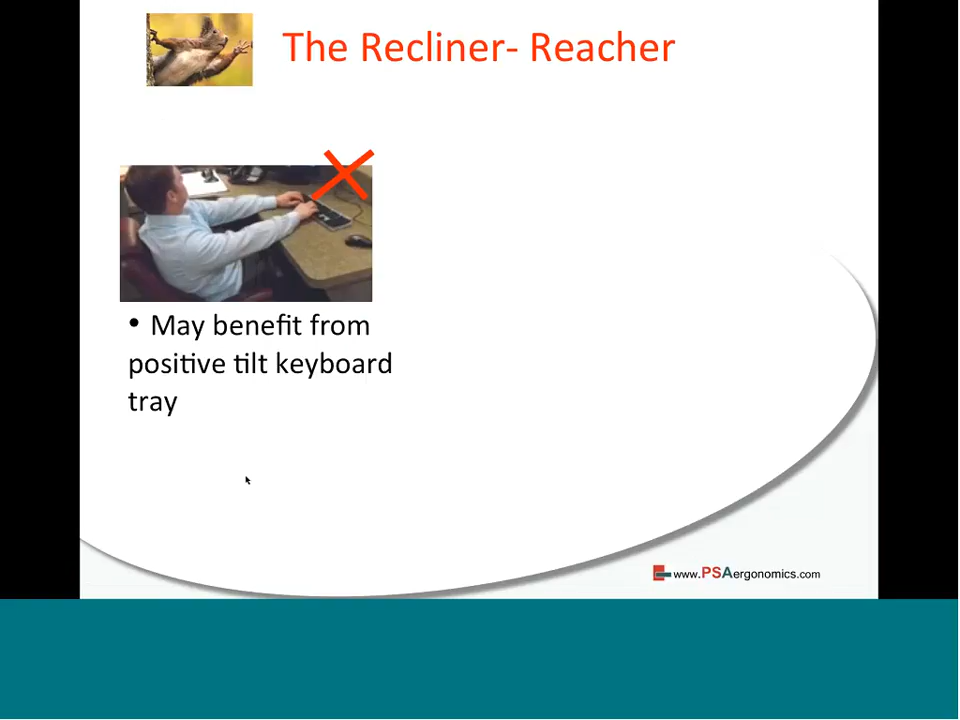 The Recliner- Reacher
• May benefit from
positive tilt keyboard
tray
www.PSAergonomics.com